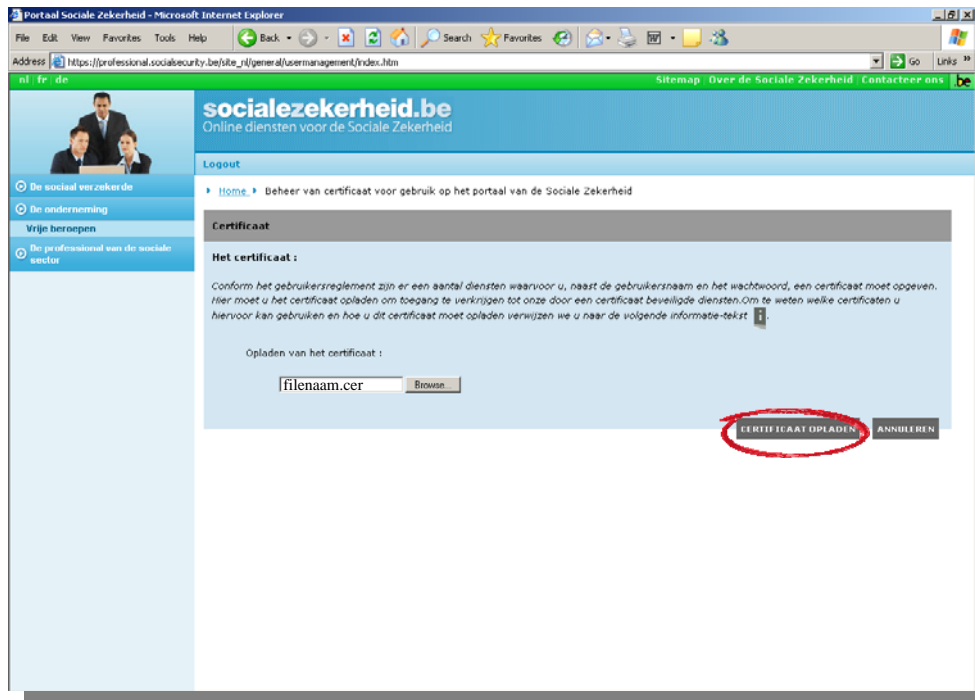 Portaal Sociale Zekerheid - Microsoft Internet Explorer
File Edit View Favorites Tools Help Back Search Favorites
Address https://professional.socialsecurity.be/site_nl/general/usermanagement/index.htm Go Links »
nl | fr | de Sitemap | Over de Sociale Zekerheid | Contacteer ons .be
socialezekerheid.be
Online diensten voor de Sociale Zekerheid
Logout
De sociaal verzekerde
De onderneming
Vrije beroepen
De professional van de sociale
sector
Home Beheer van certificaat voor gebruik op het portaal van de Sociale Zekerheid
Certificaat
Het certificaat :
Conform het gebruikersreglement zijn er een aantal diensten waarvoor u, naast de gebruikersnaam en het wachtwoord, een certificaat moet opgeven.
Hier moet u het certificaat opladen om toegang te verkrijgen tot onze door een certificaat beveiligde diensten.Om te weten welke certificaten u
hiervoor kan gebruiken en hoe u dit certificaat moet opladen verwijzen we u naar de volgende informatie-tekst i .
Opladen van het certificaat :
filenaam.cer Browse...
CERTIFICAAT OPLADEN ANNULEREN